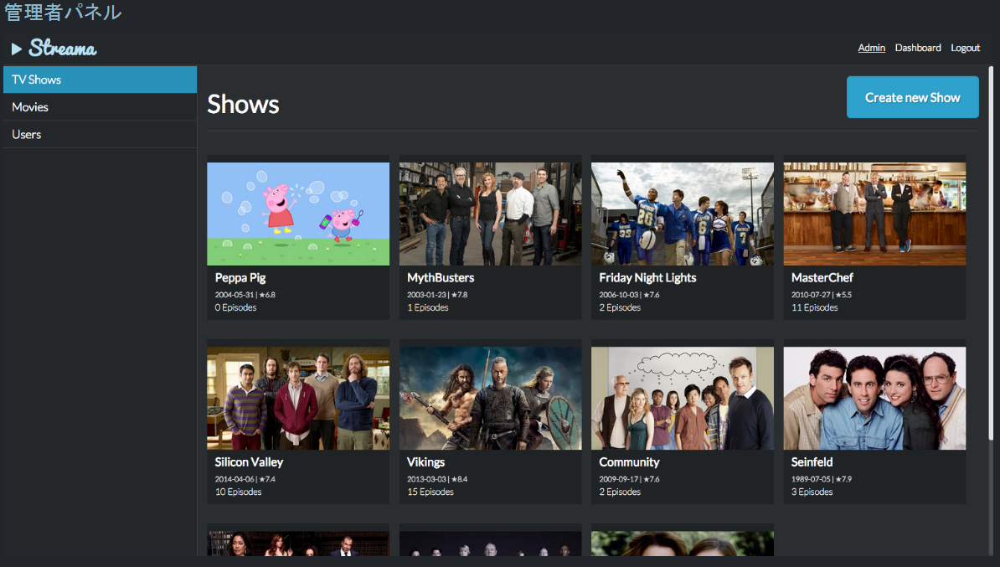 管理者パネル
Streama
Admin Dashboard Logout
TV Shows
Movies
Users
Shows
Create new Show
Peppa Pig
2004-05-31 | ★6.8
0 Episodes
MythBusters
2003-01-23 | ★7.8
1 Episodes
Friday Night Lights
2006-10-03 | ★7.6
2 Episodes
MasterChef
2010-07-27 | ★5.5
11 Episodes
Silicon Valley
2014-04-06 | ★7.4
10 Episodes
Vikings
2013-03-03 | ★8.4
15 Episodes
Community
2009-09-17 | ★7.6
2 Episodes
Seinfeld
1989-07-05 | ★7.9
3 Episodes